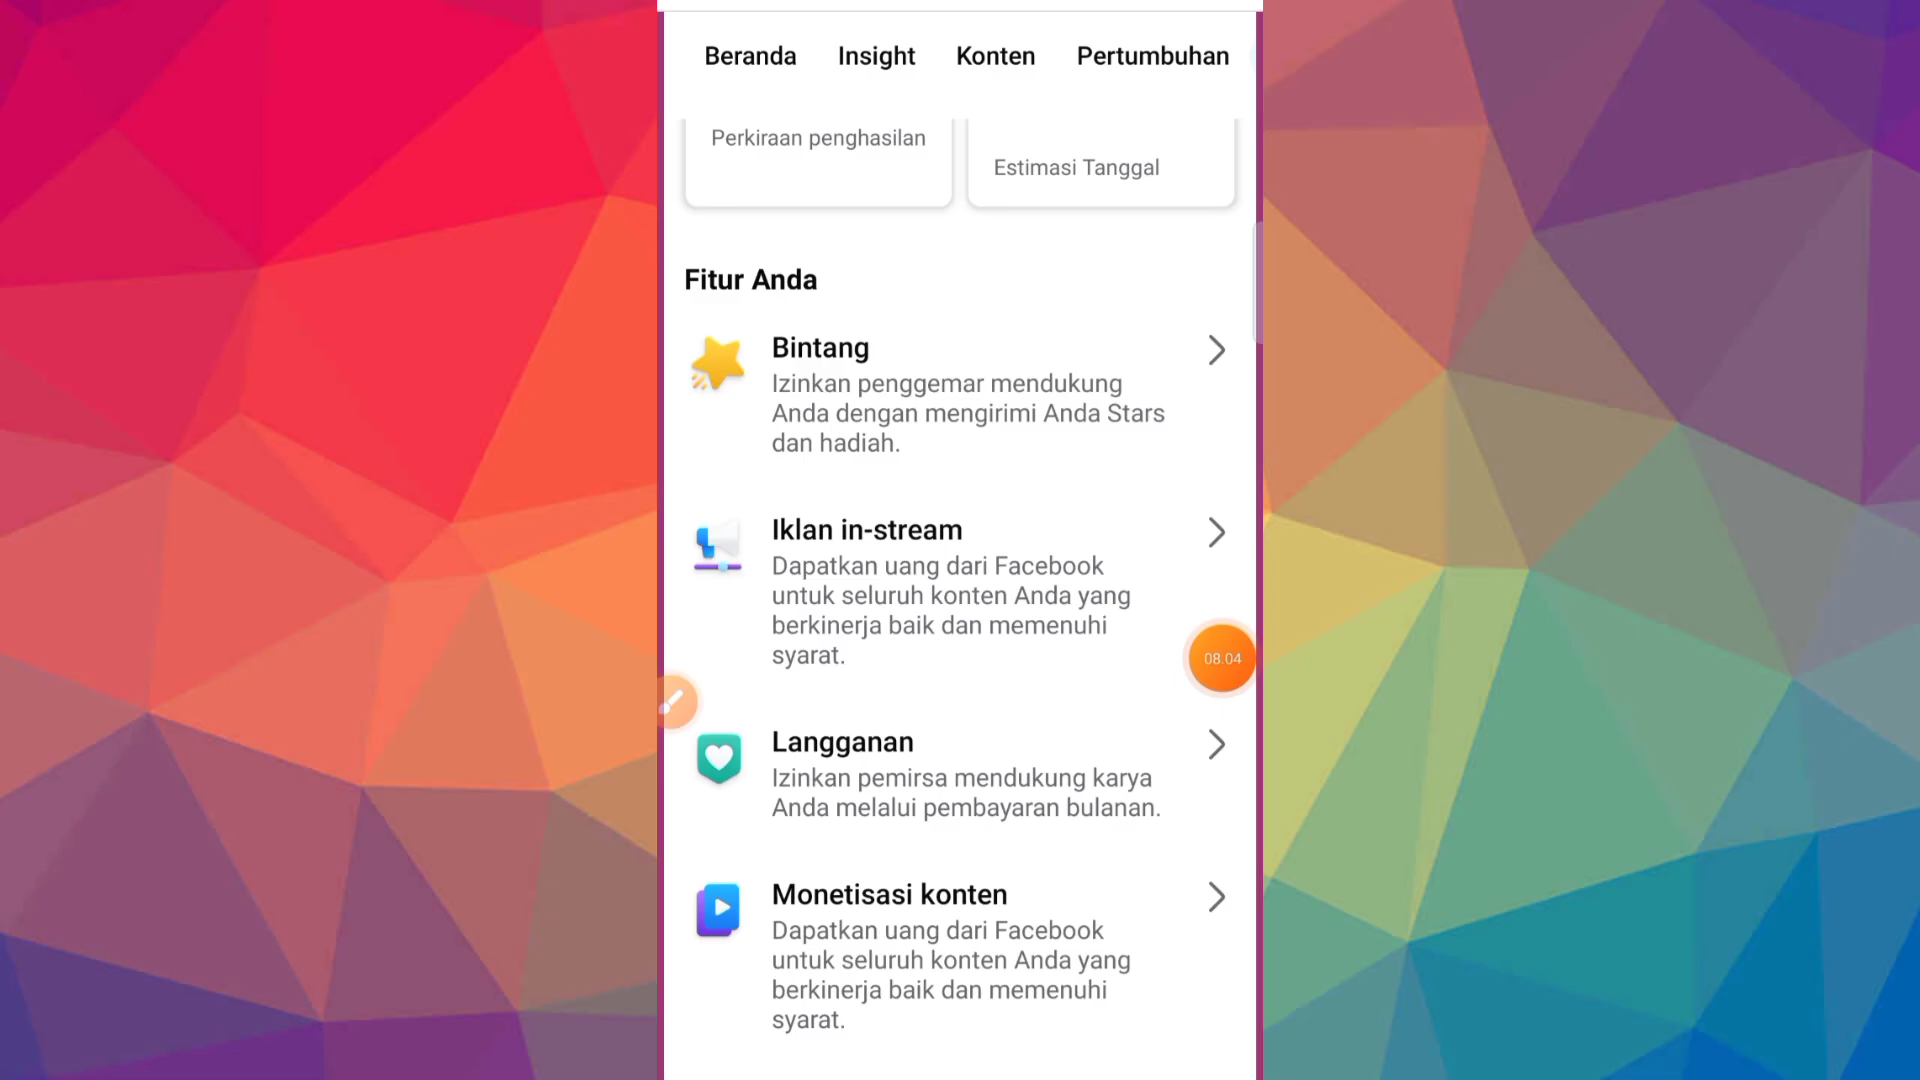 Beranda Insight Konten Pertumbuhan
Perkiraan penghasilan
Estimasi Tanggal
Fitur Anda
Bintang
Izinkan penggemar mendukung
Anda dengan mengirimi Anda Stars
dan hadiah.
Iklan in-stream
Dapatkan uang dari Facebook
untuk seluruh konten Anda yang
berkinerja baik dan memenuhi
syarat.
08.04
Langganan
Izinkan pemirsa mendukung karya
Anda melalui pembayaran bulanan.
Monetisasi konten
Dapatkan uang dari Facebook
untuk seluruh konten Anda yang
berkinerja baik dan memenuhi
syarat.